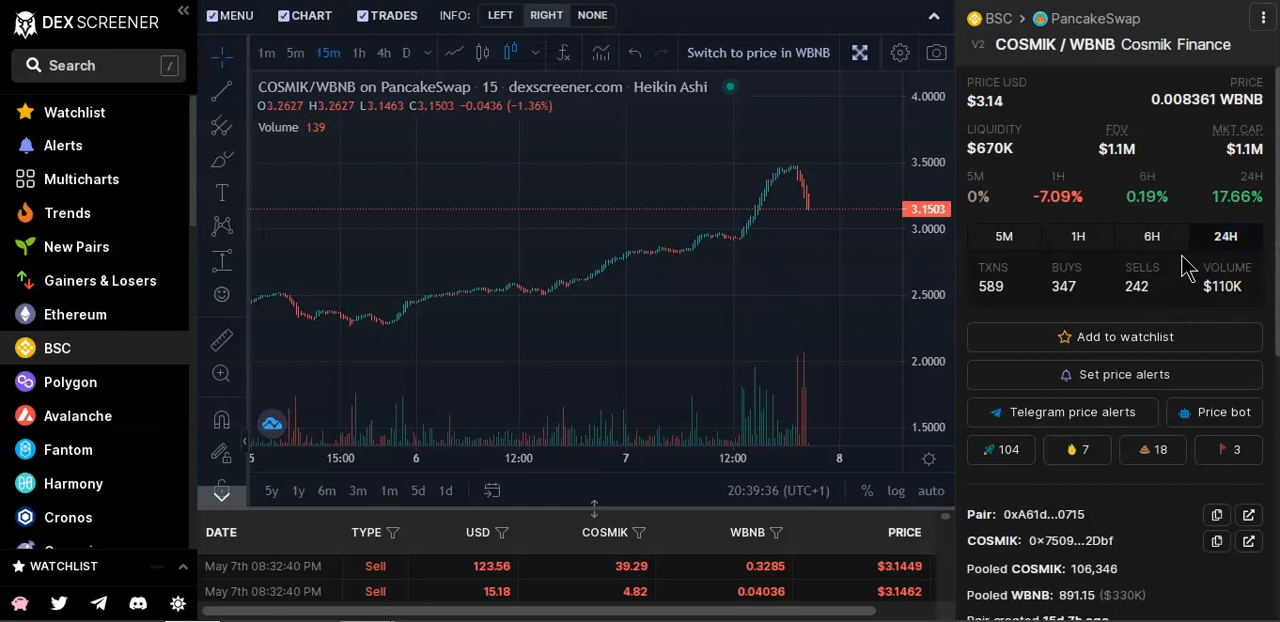 DEX SCREENER
Search /
Watchlist
Alerts
Multicharts
Trends
New Pairs
Gainers & Losers
Ethereum
BSC
Polygon
Avalanche
Fantom
Harmony
Cronos
WATCHLIST
MENU CHART TRADES INFO: LEFT RIGHT NONE
1m 5m 15m 1h 4h D Switch to price in WBNB
COSMIK/WBNB on PancakeSwap · 15 · dexscreener.com · Heikin Ashi
O3.2627 H3.2627 L3.1463 C3.1503 -0.0436 (-1.36%)
Volume 139
4.0000
3.5000
3.1503
3.0000
2.5000
2.0000
1.5000
5 15:00 6 12:00 7 12:00 8
5y 1y 6m 3m 1m 5d 1d 20:39:36 (UTC+1) % log auto
DATE TYPE USD COSMIK WBNB PRICE
May 7th 08:32:40 PM Sell 123.56 39.29 0.3285 $3.1449
May 7th 08:32:40 PM Sell 15.18 4.82 0.04036 $3.1462
BSC > PancakeSwap
V2 COSMIK / WBNB Cosmik Finance
PRICE USD PRICE
$3.14 0.008361 WBNB
LIQUIDITY FDV MKT CAP
$670K $1.1M $1.1M
5M 1H 6H 24H
0% -7.09% 0.19% 17.66%
5M 1H 6H 24H
TXNS BUYS SELLS VOLUME
589 347 242 $110K
Add to watchlist
Set price alerts
Telegram price alerts Price bot
104 7 18 3
Pair: 0xA61d...0715
COSMIK: 0x7509...2Dbf
Pooled COSMIK: 106,346
Pooled WBNB: 891.15 ($330K)
Pair created 15d 7h ago